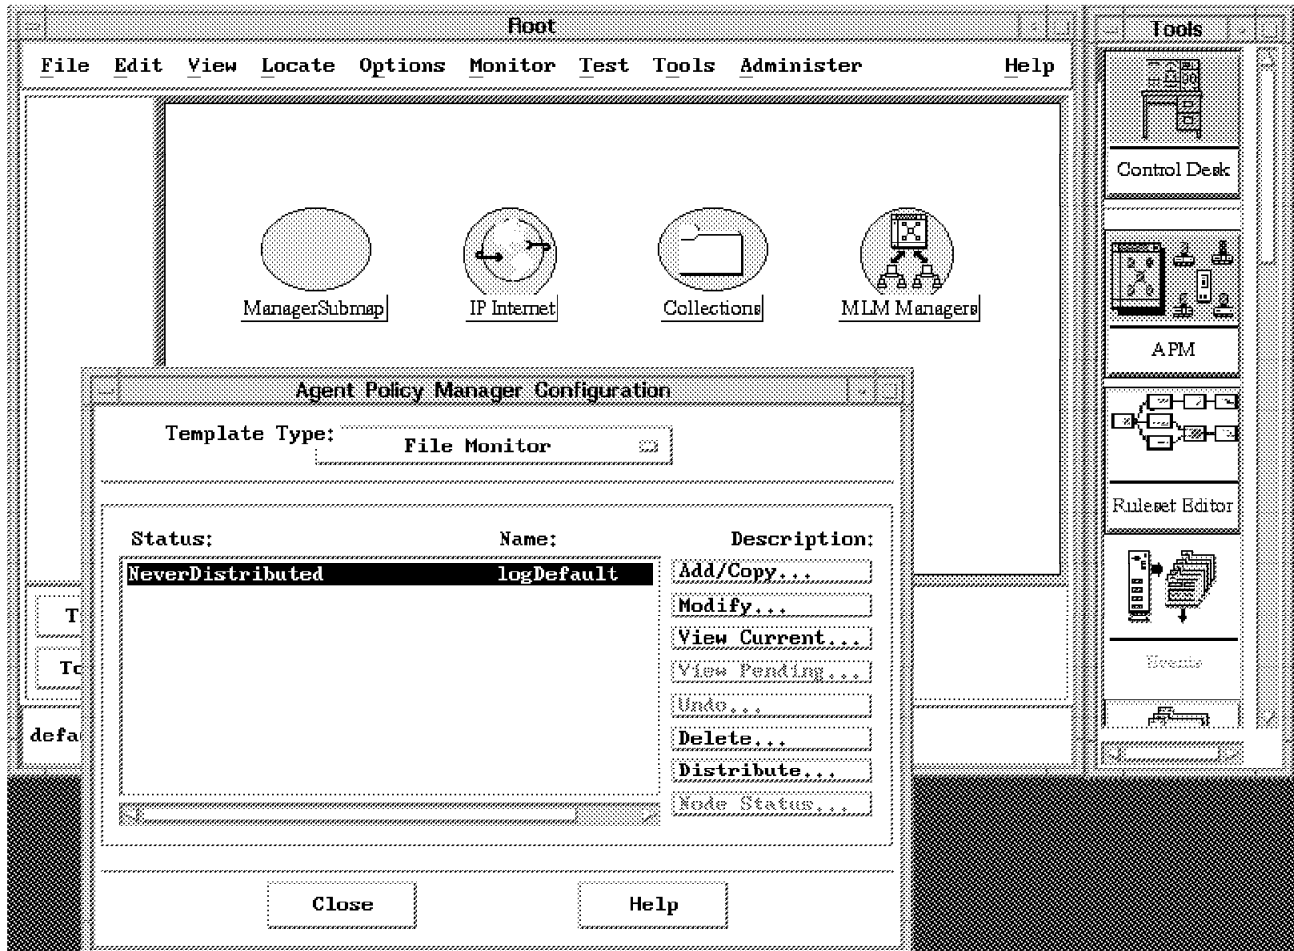 Root
File Edit View Locate Options Monitor Test Tools Administer Help
ManagerSubmap IP Internet Collections MLM Managers
Tools
Control Desk
APM
Ruleset Editor
Events
Agent Policy Manager Configuration
Template Type: File Monitor
Status: Name: Description:
NeverDistributed logDefault
Add/Copy...
Modify...
View Current...
View Pending...
Undo...
Delete...
Distribute...
Node Status...
Close Help
T
To
defa